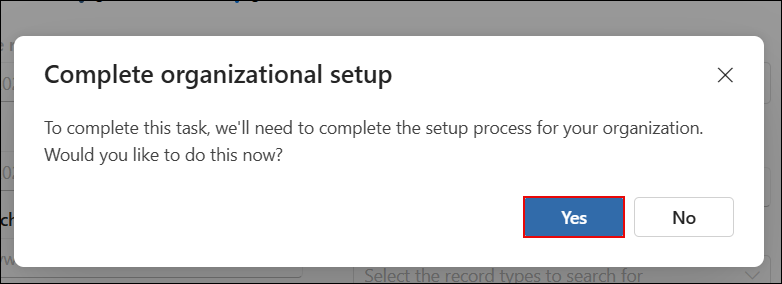 Complete organizational setup
To complete this task, we'll need to complete the setup process for your organization.
Would you like to do this now?
Yes
No
Select the record types to search for